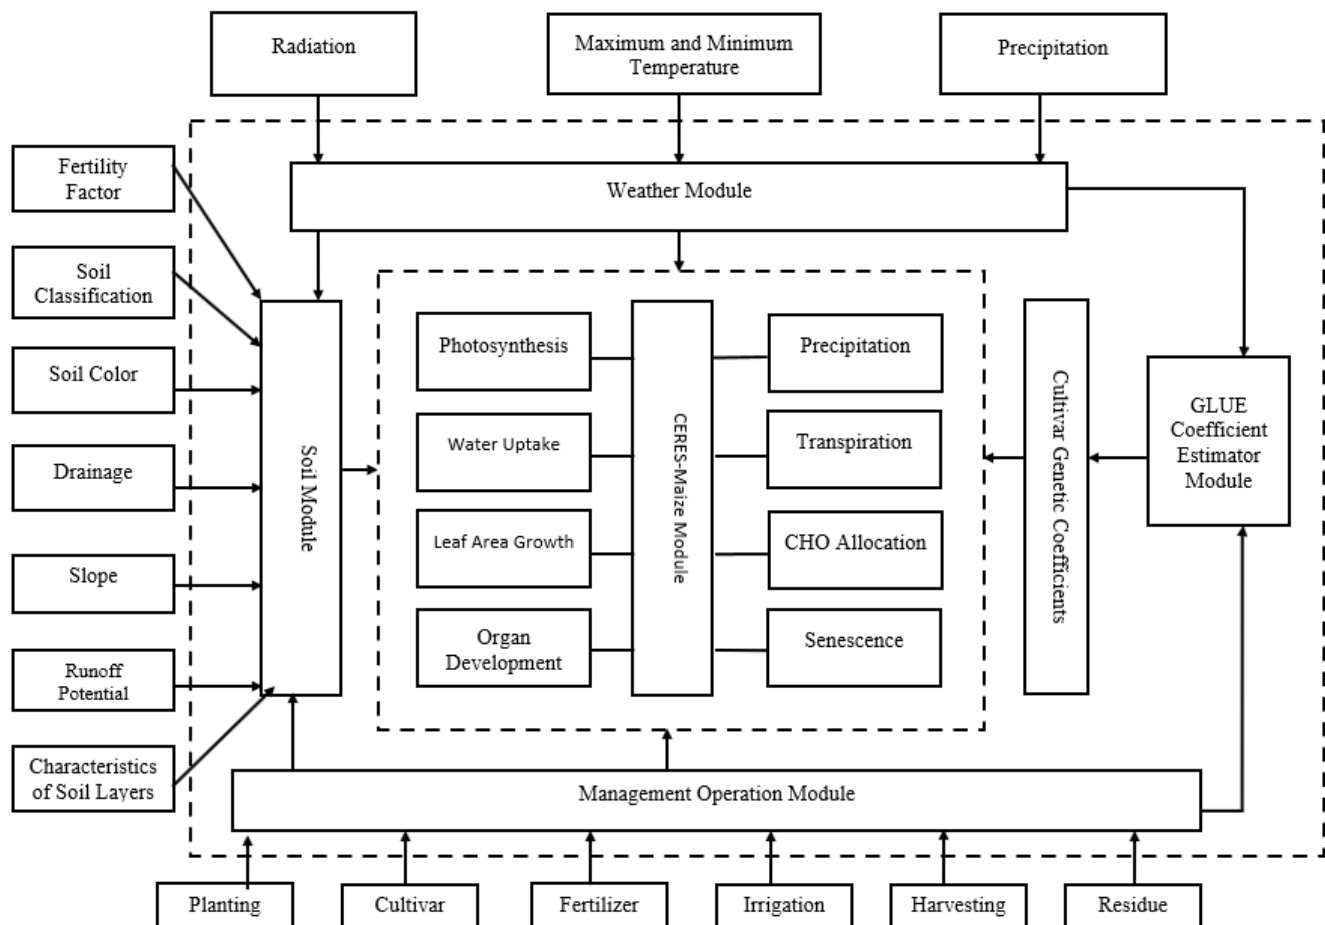 Radiation
Maximum and Minimum
Temperature
Precipitation
Weather Module
Fertility
Factor
Soil
Classification
Soil Color
Drainage
Slope
Runoff
Potential
Characteristics
of Soil Layers
Soil Module
Photosynthesis
Water Uptake
Leaf Area Growth
Organ
Development
CERES-Maize Module
Precipitation
Transpiration
CHO Allocation
Senescence
Cultivar Genetic Coefficients
GLUE
Coefficient
Estimator
Module
Management Operation Module
Planting
Cultivar
Fertilizer
Irrigation
Harvesting
Residue